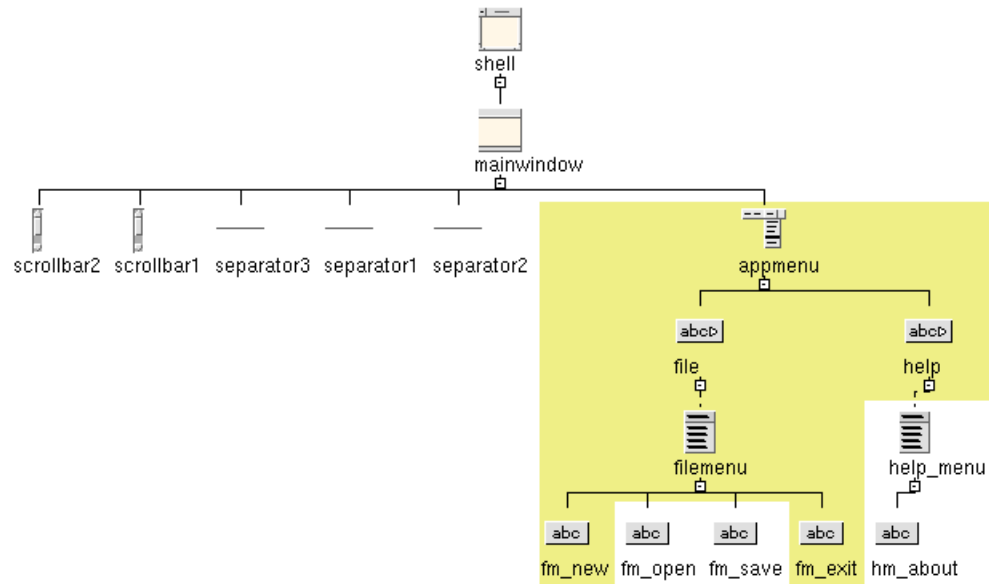 shell
mainwindow
scrollbar2 scrollbar1 separator3 separator1 separator2 appmenu
abc abc
file help
filemenu help_menu
abc abc abc abc abc
fm_new fm_open fm_save fm_exit hm_about